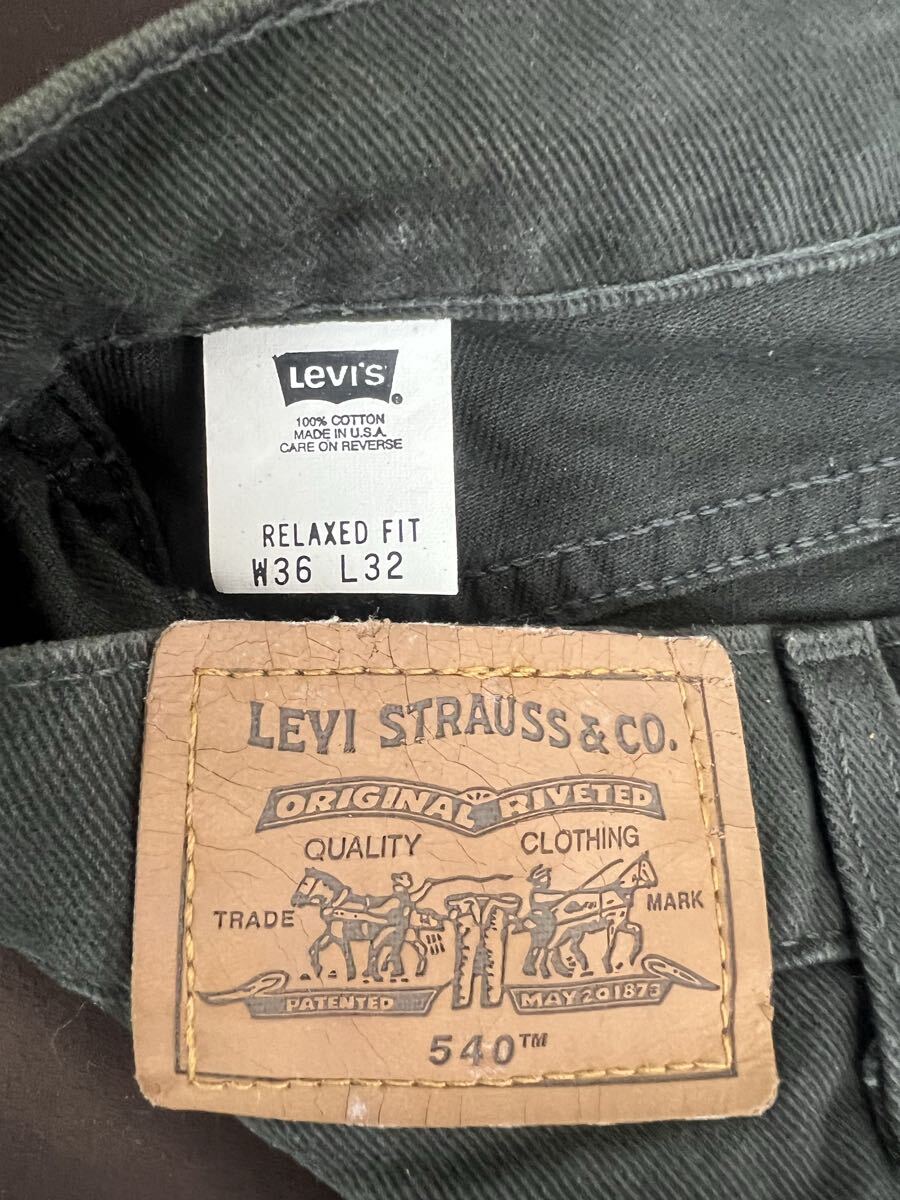 Levi's
100% COTTON
MADE IN U.S.A.
CARE ON REVERSE
RELAXED FIT
W36 L32
LEVI STRAUSS & CO.
ORIGINAL RIVETED
QUALITY CLOTHING
TRADE MARK
PATENTED MAY 20 1873
540™